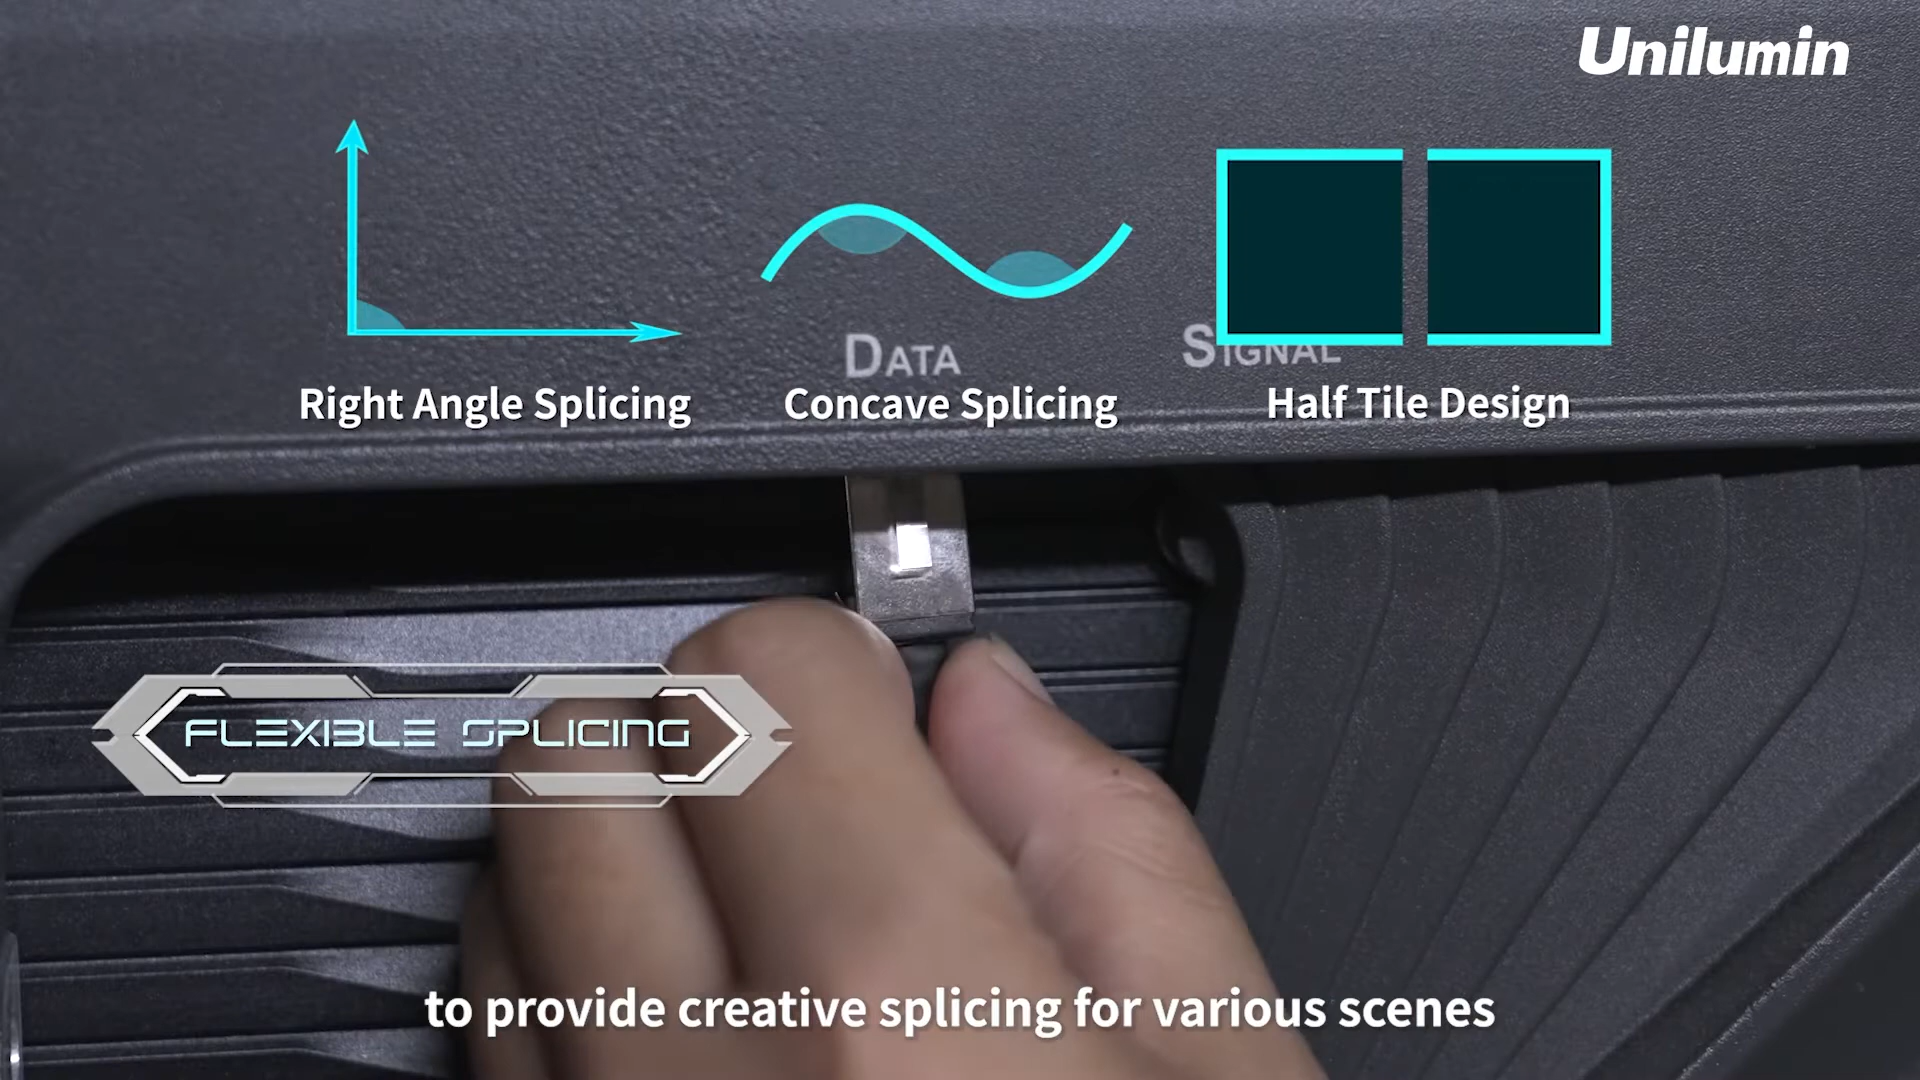 Unilumin
DATA
SIGNAL
Right Angle Splicing
Concave Splicing
Half Tile Design
FLEXIBLE SPLICING
to provide creative splicing for various scenes